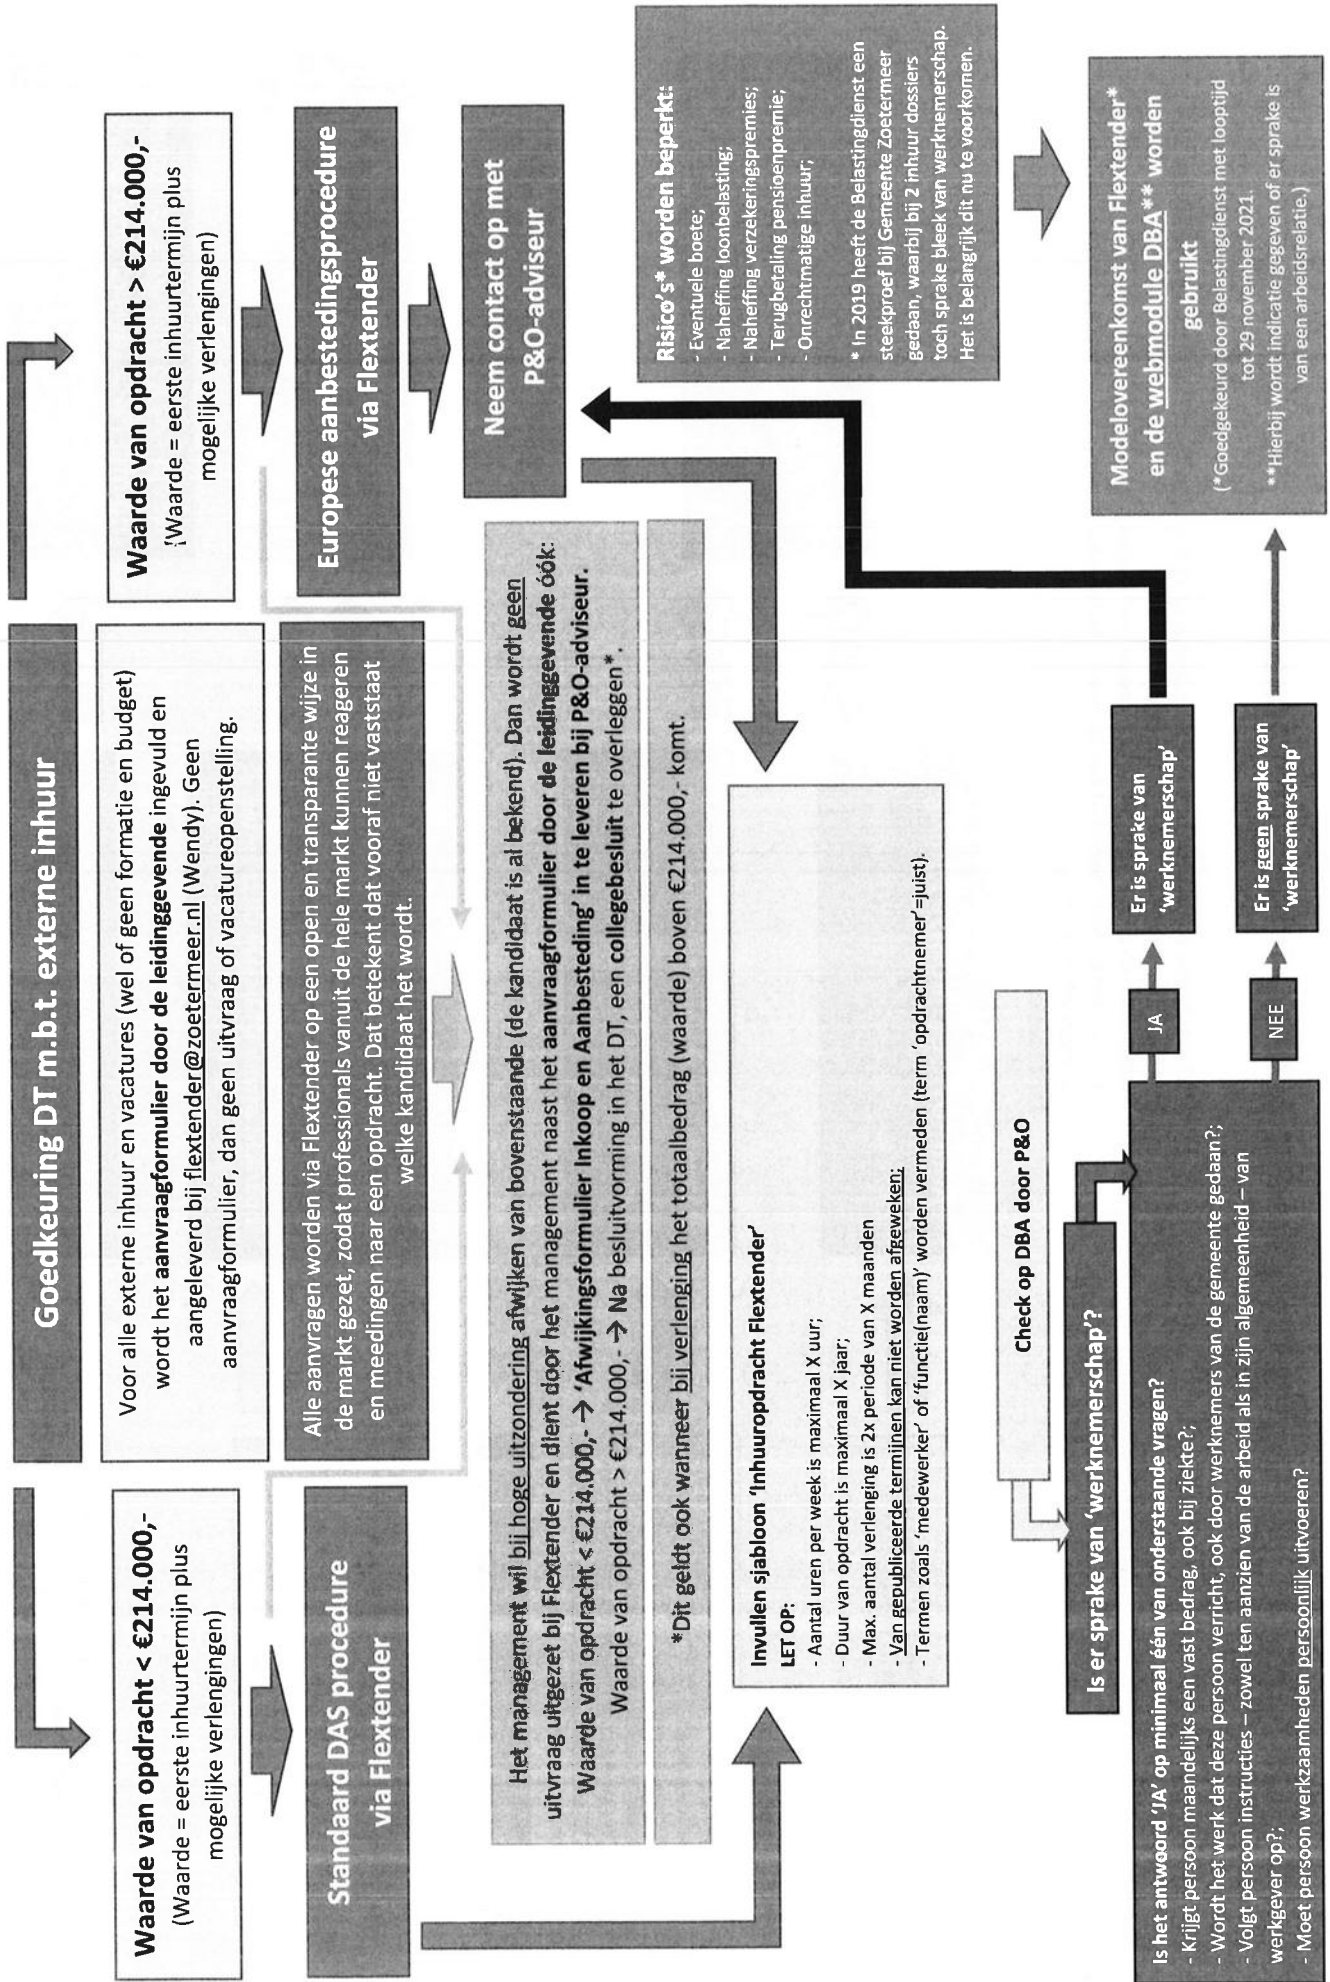 Goedkeuring DT m.b.t. externe inhuur
Waarde van opdracht < €214.000,-
(Waarde = eerste inhuurtermijn plus
mogelijke verlengingen)
Standaard DAS procedure
via Flextender
Voor alle externe inhuur en vacatures (wel of geen formatie en budget)
wordt het aanvraagformulier door de leidinggevende ingevuld en
aangeleverd bij flextender@zoetermeer.nl (Wendy). Geen
aanvraagformulier, dan geen uitvraag of vacatureopenstelling.
Alle aanvragen worden via Flextender op een open en transparante wijze in
de markt gezet, zodat professionals vanuit de hele markt kunnen reageren
en meedingen naar een opdracht. Dat betekent dat vooraf niet vaststaat
welke kandidaat het wordt.
Waarde van opdracht > €214.000,-
(Waarde = eerste inhuurtermijn plus
mogelijke verlengingen)
Europese aanbestedingsprocedure
via Flextender
Neem contact op met
P&O-adviseur
Het management wil bij hoge uitzondering afwijken van bovenstaande (de kandidaat is al bekend). Dan wordt geen
uitvraag uitgezet bij Flextender en dient door het management naast het aanvraagformulier door de leidinggevende óók:
Waarde van opdracht < €214.000,- → 'Afwijkingsformulier Inkoop en Aanbesteding' in te leveren bij P&O-adviseur.
Waarde van opdracht > €214.000,- → Na besluitvorming in het DT, een collegebesluit te overleggen*.
*Dit geldt ook wanneer bij verlenging het totaalbedrag (waarde) boven €214.000,- komt.
Invullen sjabloon 'Inhuuropdracht Flextender'
LET OP:
- Aantal uren per week is maximaal X uur;
- Duur van opdracht is maximaal X jaar;
- Max. aantal verlenging is 2x periode van X maanden
- Van gepubliceerde termijnen kan niet worden afgeweken;
- Termen zoals 'medewerker' of 'functie(naam)' worden vermeden (term 'opdrachtnemer'=juist).
Risico's* worden beperkt:
- Eventuele boete;
- Naheffing loonbelasting;
- Naheffing verzekeringspremies;
- Terugbetaling pensioenpremie;
- Onrechtmatige inhuur;
* In 2019 heeft de Belastingdienst een
steekproef bij Gemeente Zoetermeer
gedaan, waarbij bij 2 inhuur dossiers
toch sprake bleek van werknemerschap.
Het is belangrijk dit nu te voorkomen.
Check op DBA door P&O
Is er sprake van 'werknemerschap'?
Is het antwoord 'JA' op minimaal één van onderstaande vragen?
- Krijgt persoon maandelijks een vast bedrag, ook bij ziekte?;
- Wordt het werk dat deze persoon verricht, ook door werknemers van de gemeente gedaan?;
- Volgt persoon instructies – zowel ten aanzien van de arbeid als in zijn algemeenheid – van
werkgever op?;
- Moet persoon werkzaamheden persoonlijk uitvoeren?
JA
Er is sprake van
'werknemerschap'
NEE
Er is geen sprake van
'werknemerschap'
Modelovereenkomst van Flextender*
en de webmodule DBA** worden
gebruikt
(*Goedgekeurd door Belastingdienst met looptijd
tot 29 november 2021.
**Hierbij wordt indicatie gegeven of er sprake is
van een arbeidsrelatie.)